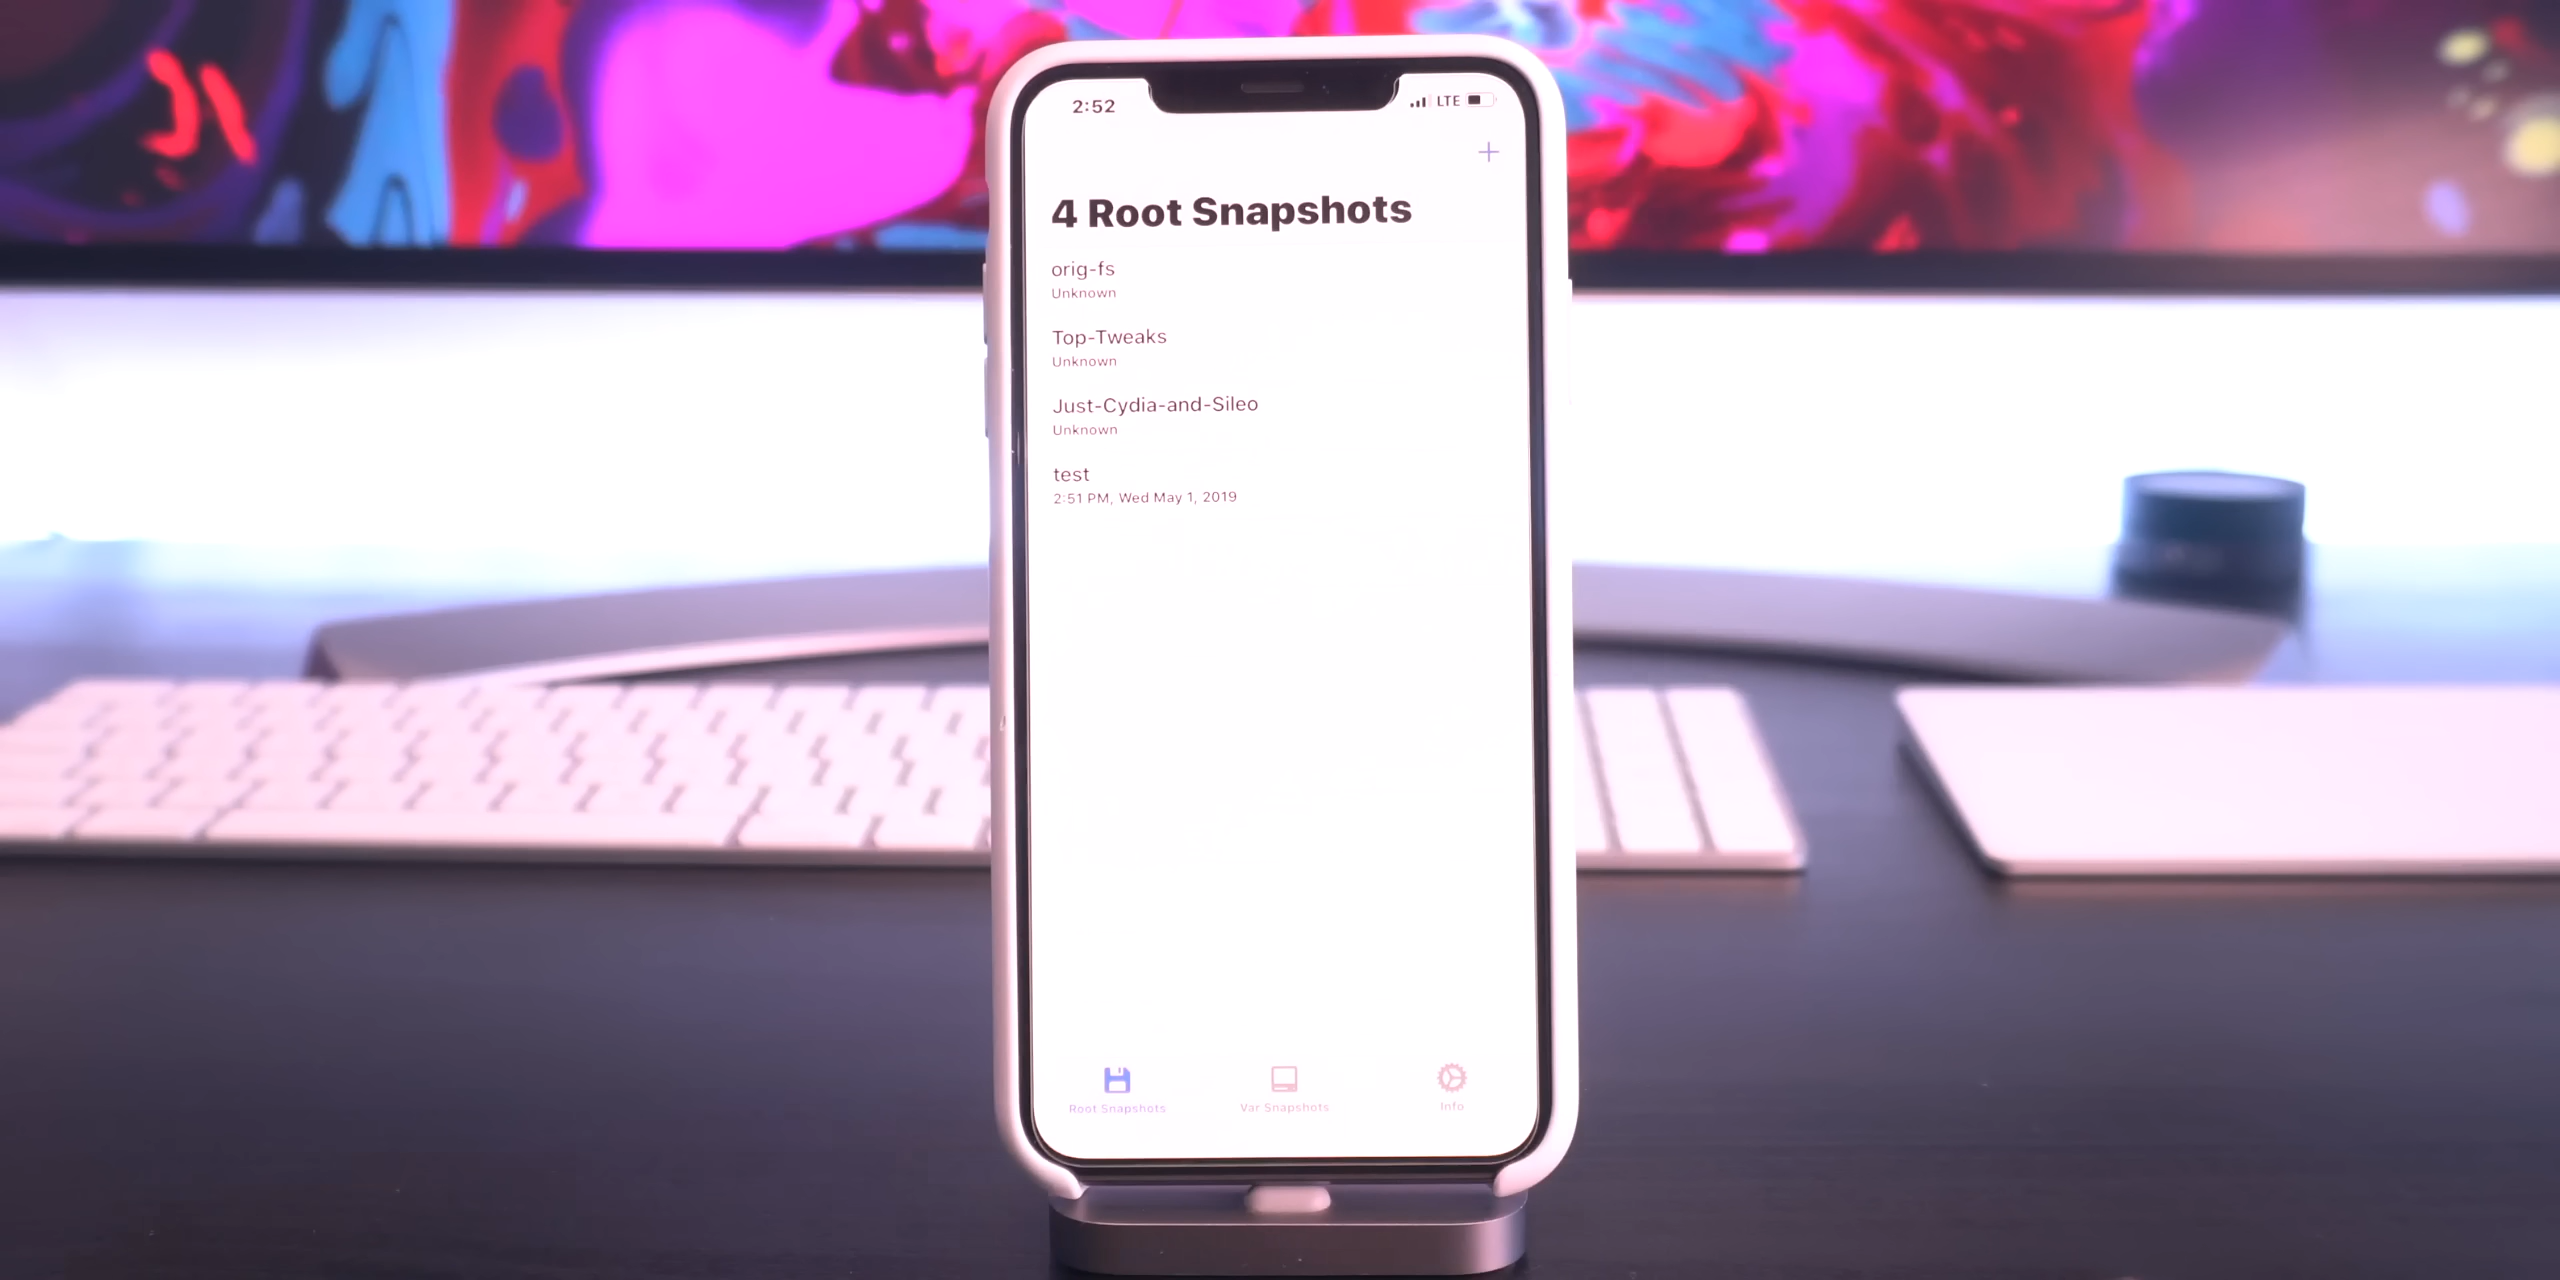 2:52
LTE
4 Root Snapshots
orig-fs
Unknown
Top-Tweaks
Unknown
Just-Cydia-and-Sileo
Unknown
test
2:51 PM, Wed May 1, 2019
Root Snapshots
Var Snapshots
Info